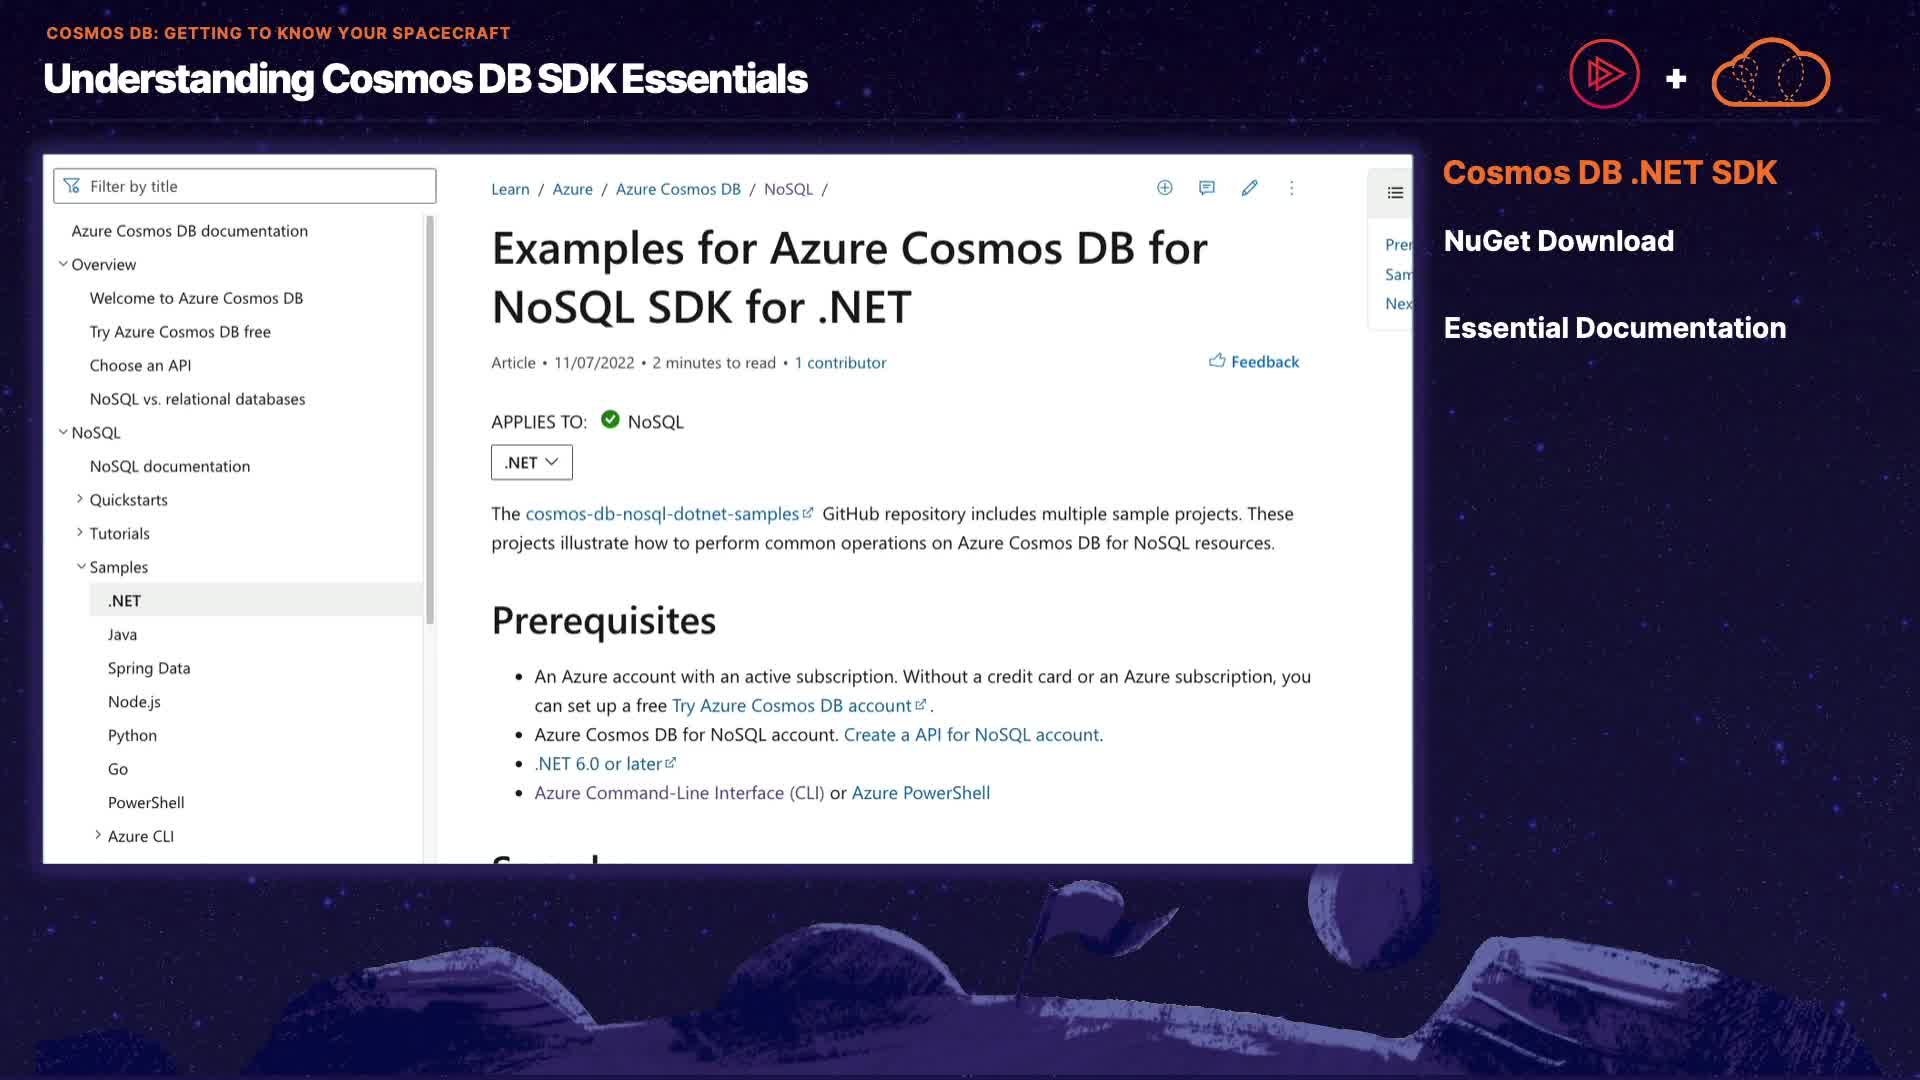 COSMOS DB: GETTING TO KNOW YOUR SPACECRAFT
Understanding Cosmos DB SDK Essentials
+
Filter by title
Azure Cosmos DB documentation
Overview
Welcome to Azure Cosmos DB
Try Azure Cosmos DB free
Choose an API
NoSQL vs. relational databases
NoSQL
NoSQL documentation
Quickstarts
Tutorials
Samples
.NET
Java
Spring Data
Node.js
Python
Go
PowerShell
Azure CLI
Learn / Azure / Azure Cosmos DB / NoSQL /
Examples for Azure Cosmos DB for
NoSQL SDK for .NET
Article • 11/07/2022 • 2 minutes to read • 1 contributor
Feedback
APPLIES TO: NoSQL
.NET
The cosmos-db-nosql-dotnet-samples GitHub repository includes multiple sample projects. These
projects illustrate how to perform common operations on Azure Cosmos DB for NoSQL resources.
Prerequisites
• An Azure account with an active subscription. Without a credit card or an Azure subscription, you
can set up a free Try Azure Cosmos DB account .
• Azure Cosmos DB for NoSQL account. Create a API for NoSQL account.
• .NET 6.0 or later
• Azure Command-Line Interface (CLI) or Azure PowerShell
Cosmos DB .NET SDK
NuGet Download
Essential Documentation